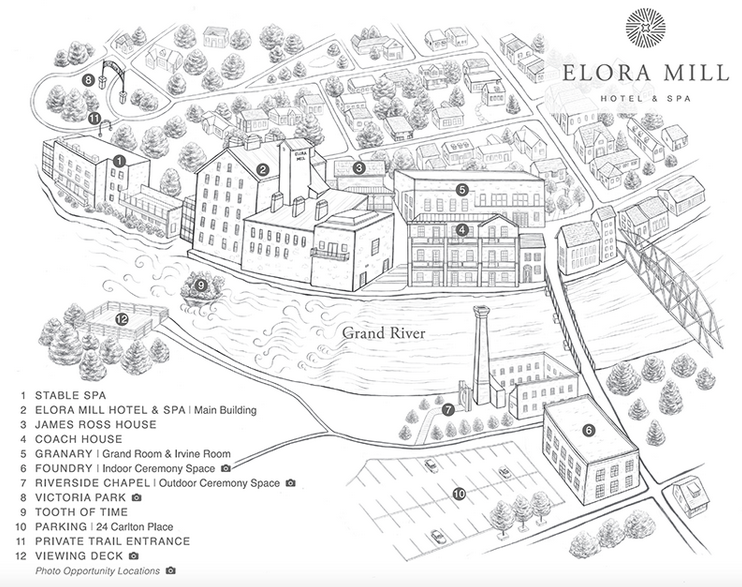 ELORA MILL
HOTEL & SPA
8
11
1
2
ELORA
MILL
3
5
4
9
12
Grand River
7
6
10
1 STABLE SPA
2 ELORA MILL HOTEL & SPA | Main Building
3 JAMES ROSS HOUSE
4 COACH HOUSE
5 GRANARY | Grand Room & Irvine Room
6 FOUNDRY | Indoor Ceremony Space
7 RIVERSIDE CHAPEL | Outdoor Ceremony Space
8 VICTORIA PARK
9 TOOTH OF TIME
10 PARKING | 24 Carlton Place
11 PRIVATE TRAIL ENTRANCE
12 VIEWING DECK
Photo Opportunity Locations